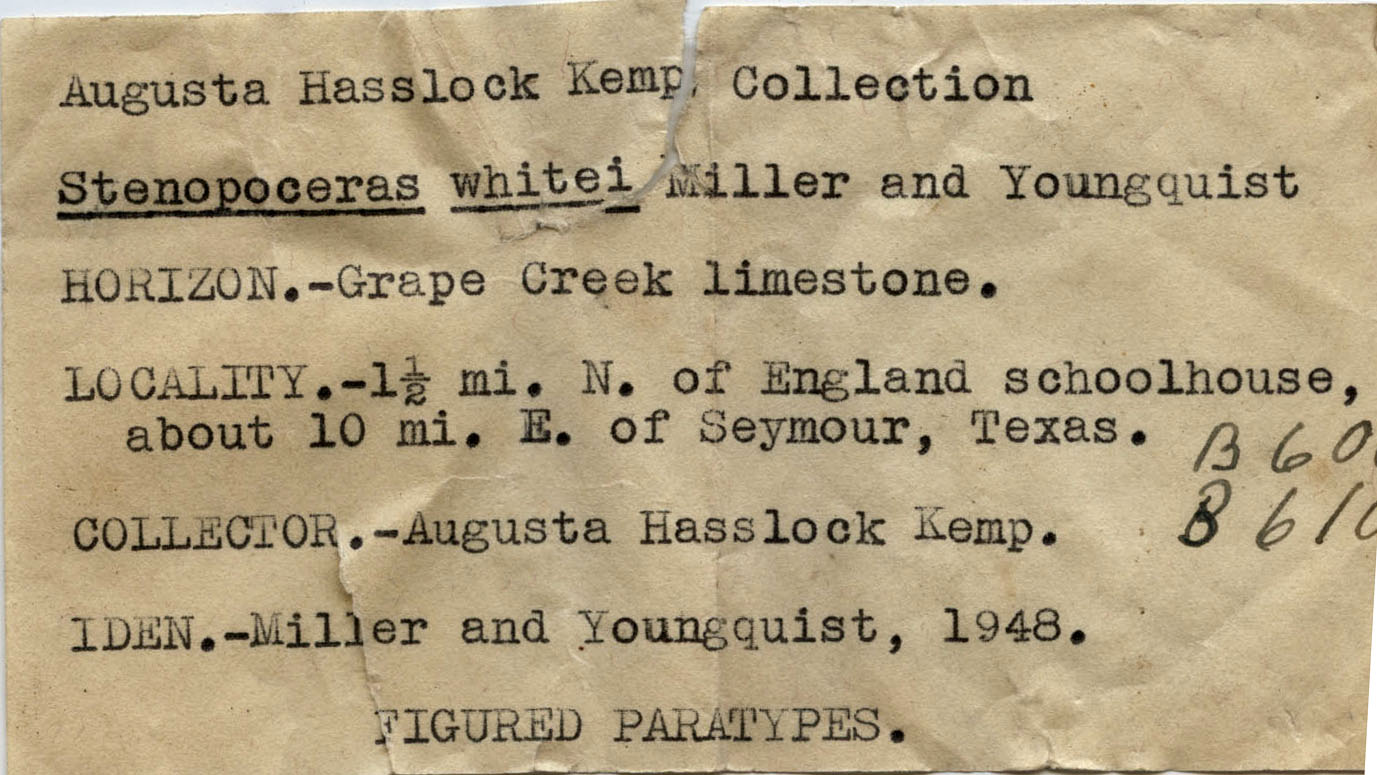 Augusta Hasslock Kemp Collection
Stenopoceras whitei Miller and Youngquist
HORIZON.-Grape Creek limestone.
LOCALITY.-1½ mi. N. of England schoolhouse,
about 10 mi. E. of Seymour, Texas.
COLLECTOR.-Augusta Hasslock Kemp.
IDEN.-Miller and Youngquist, 1948.
FIGURED PARATYPES.